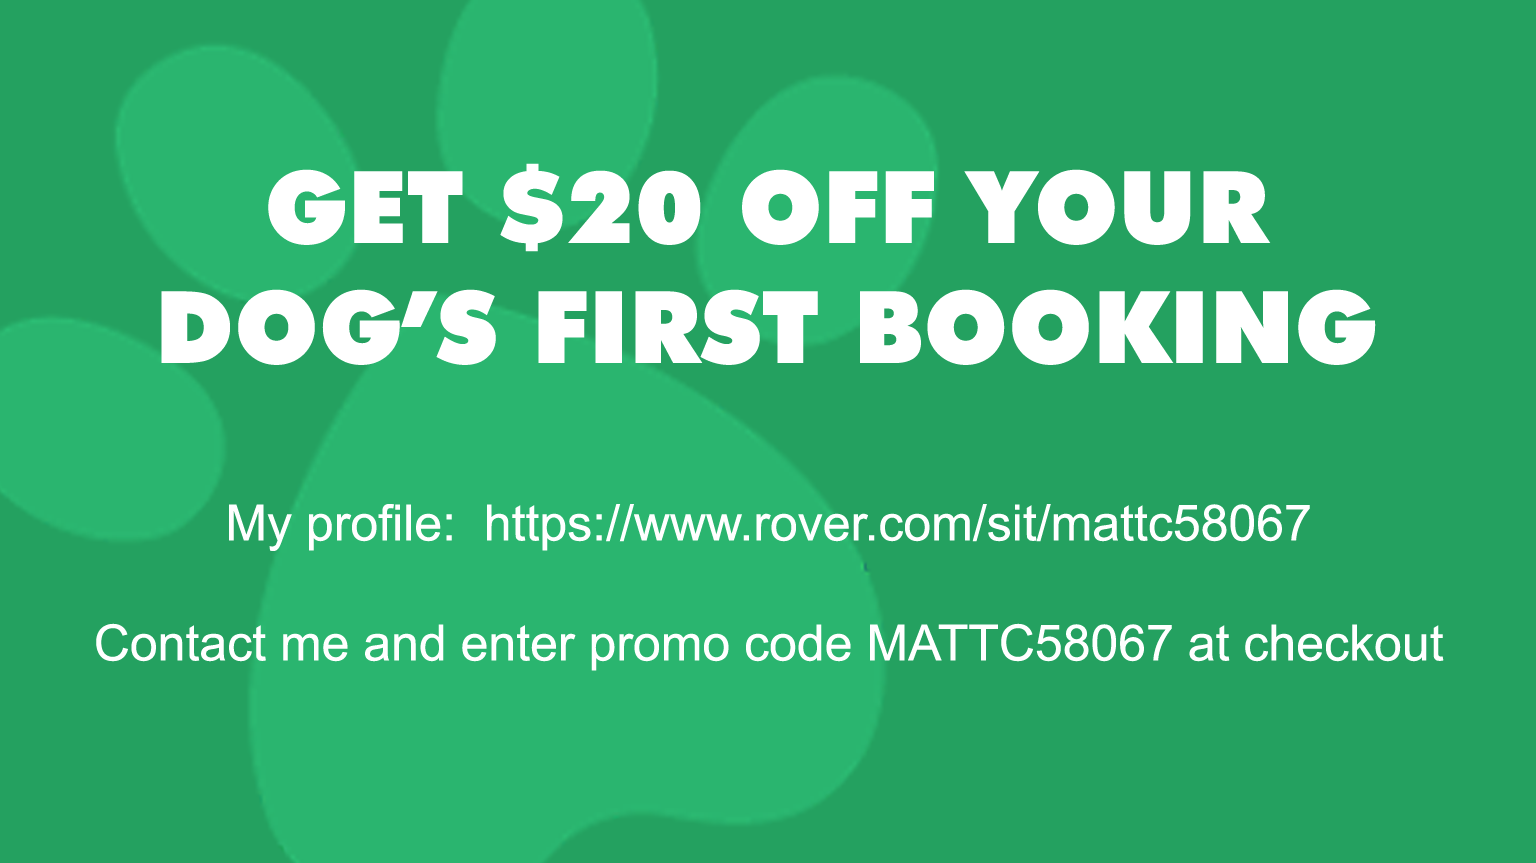 GET $20 OFF YOUR
DOG’S FIRST BOOKING
My profile:  https://www.rover.com/sit/mattc58067
Contact me and enter promo code MATTC58067 at checkout